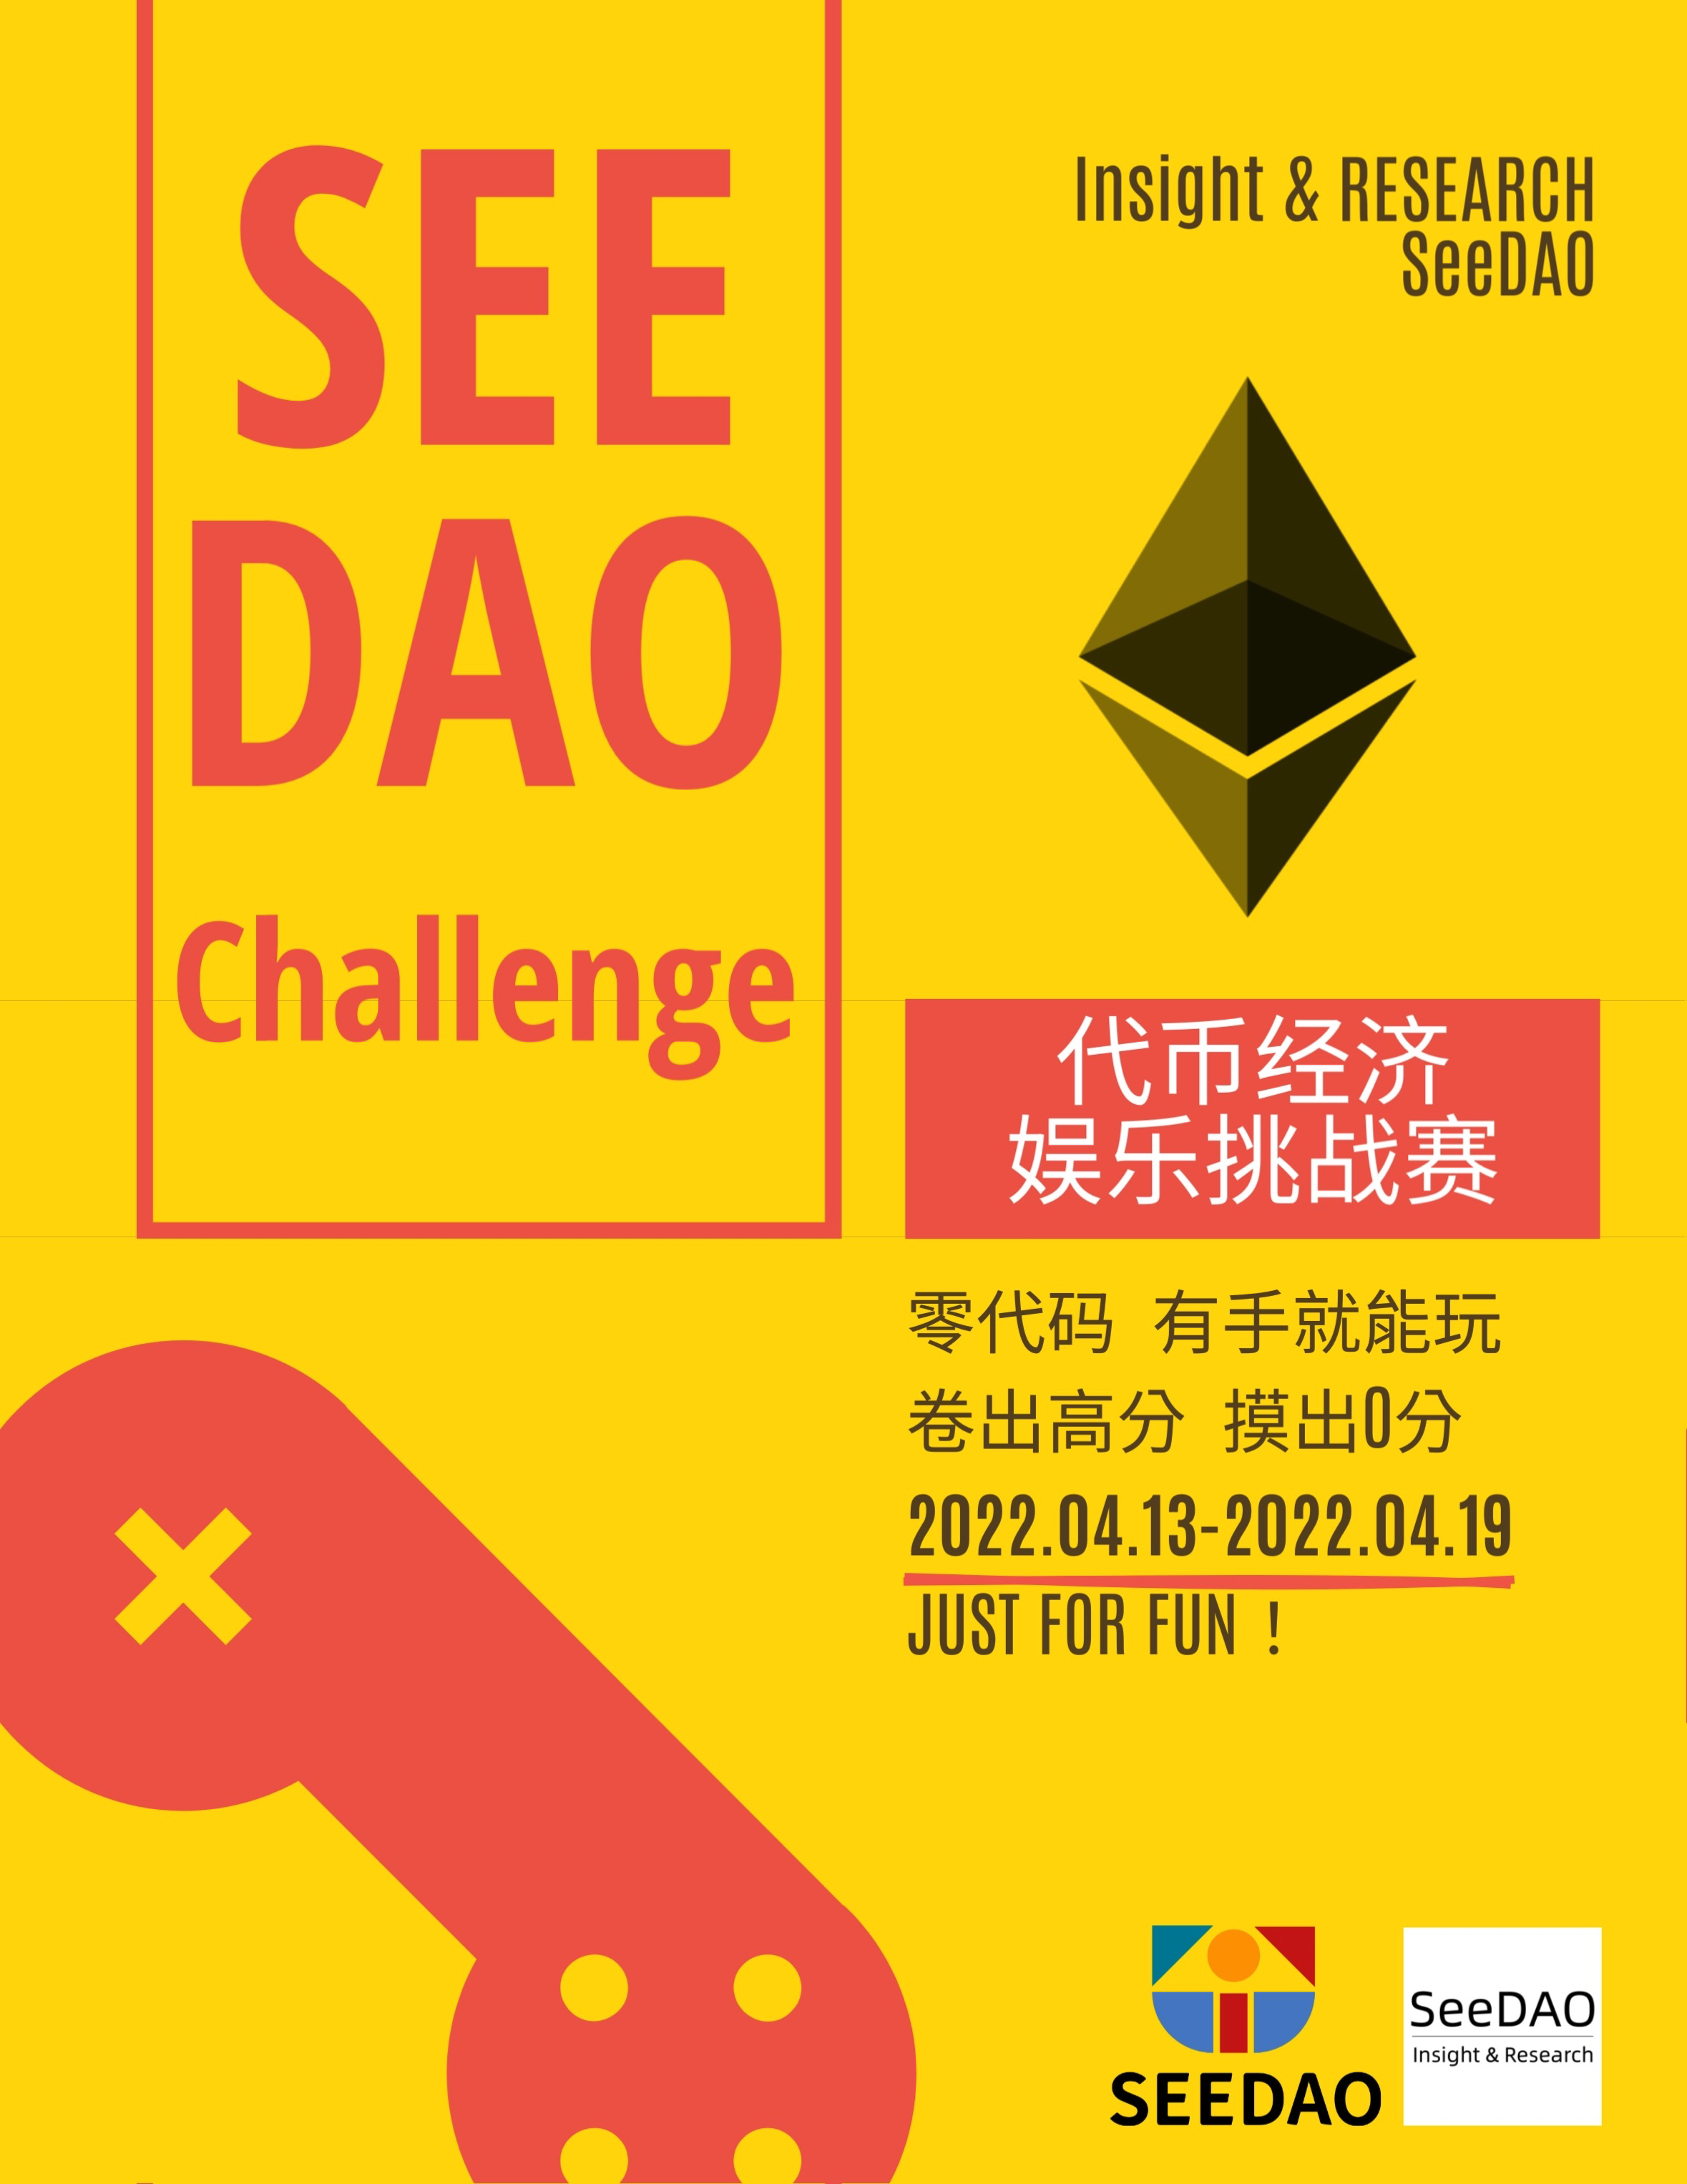 SEE
DAO
Challenge
Insight & RESEARCH
SeeDAO
代币经济
娱乐挑战赛
零代码 有手就能玩
卷出高分 摸出0分
2022.04.13-2022.04.19
JUST FOR FUN !
SEEDAO
SeeDAO
Insight & Research